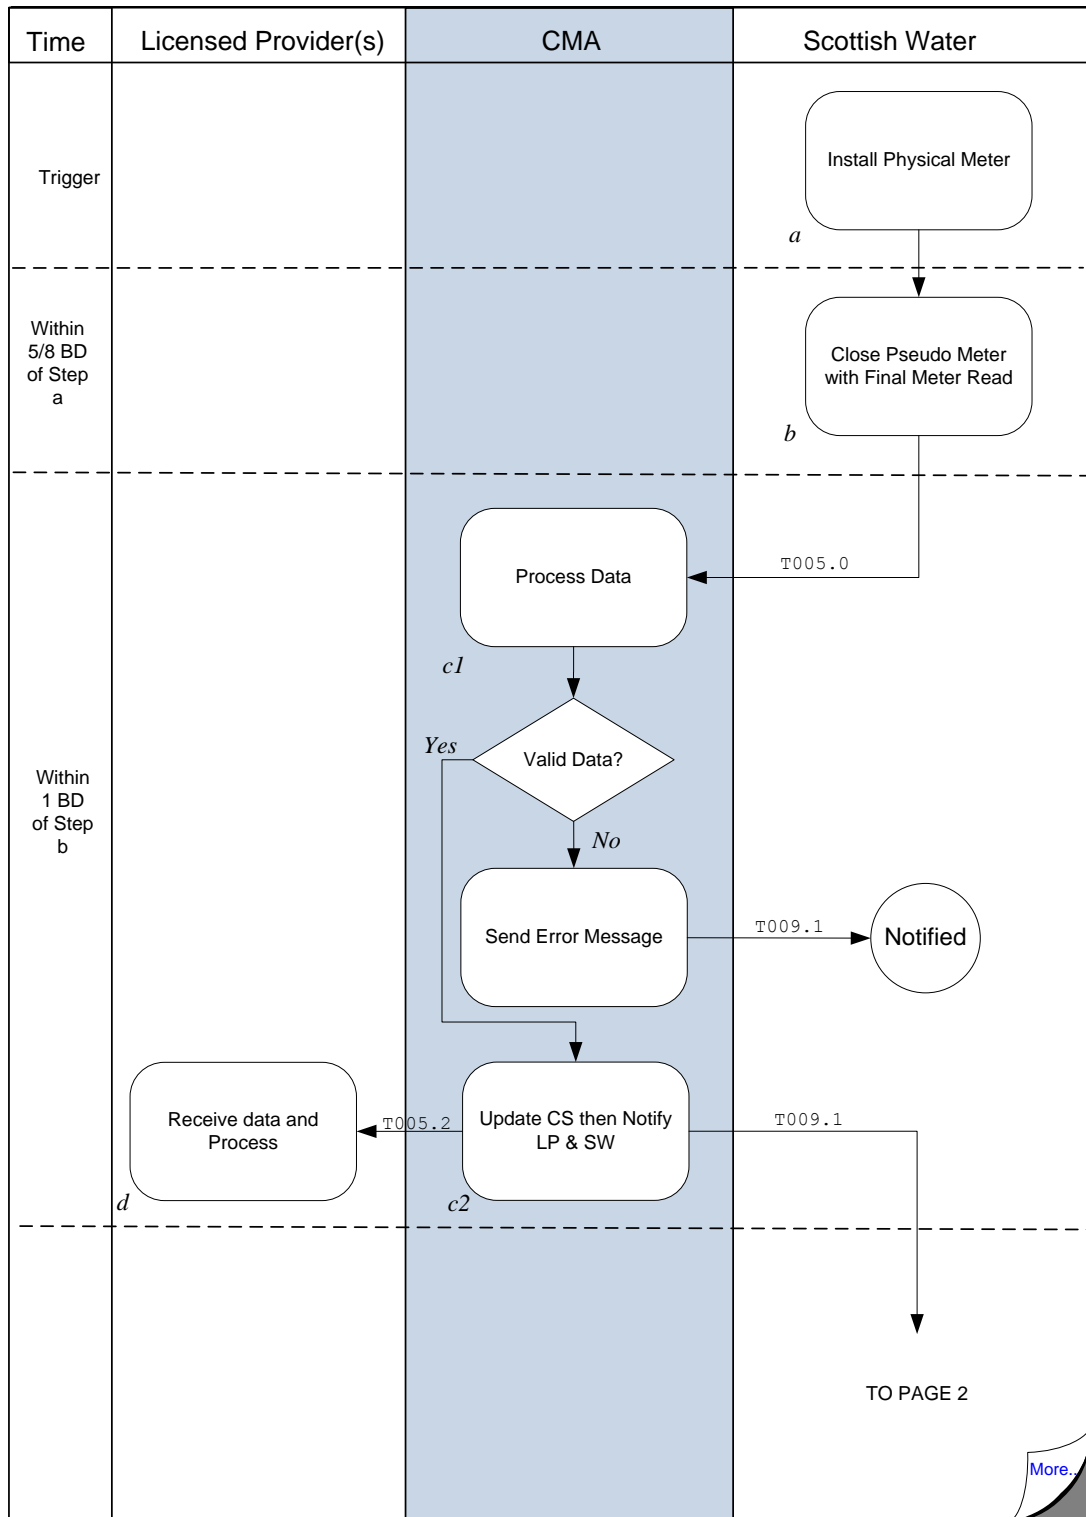 Time
Licensed Provider(s)
CMA
Scottish Water
Trigger
Install Physical Meter
a
Within
5/8 BD
of Step
a
Close Pseudo Meter
with Final Meter Read
b
T005.0
Process Data
c1
Within
1 BD
of Step
b
Yes
Valid Data?
No
Send Error Message
T009.1
Notified
Receive data and
Process
d
T005.2
Update CS then Notify
LP & SW
c2
T009.1
TO PAGE 2
More..